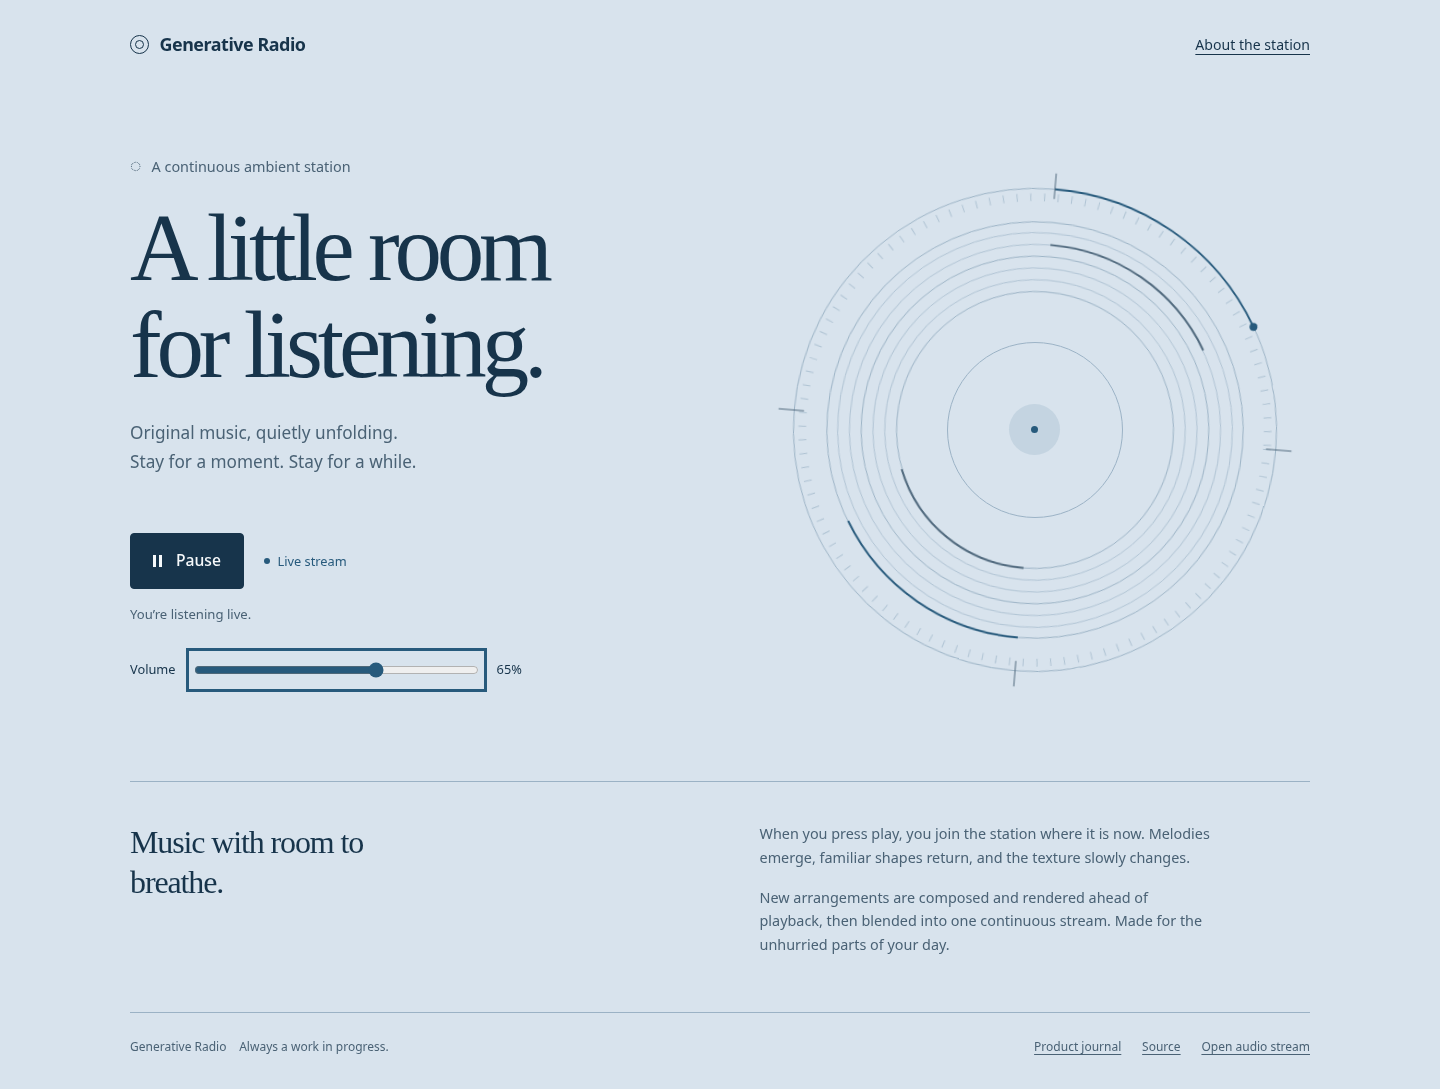 Generative Radio
About the station
A continuous ambient station
A little room
for listening.
Original music, quietly unfolding.
Stay for a moment. Stay for a while.
Pause
Live stream
You’re listening live.
Volume
65%
Music with room to
breathe.
When you press play, you join the station where it is now. Melodies
emerge, familiar shapes return, and the texture slowly changes.
New arrangements are composed and rendered ahead of
playback, then blended into one continuous stream. Made for the
unhurried parts of your day.
Generative Radio
Always a work in progress.
Product journal
Source
Open audio stream